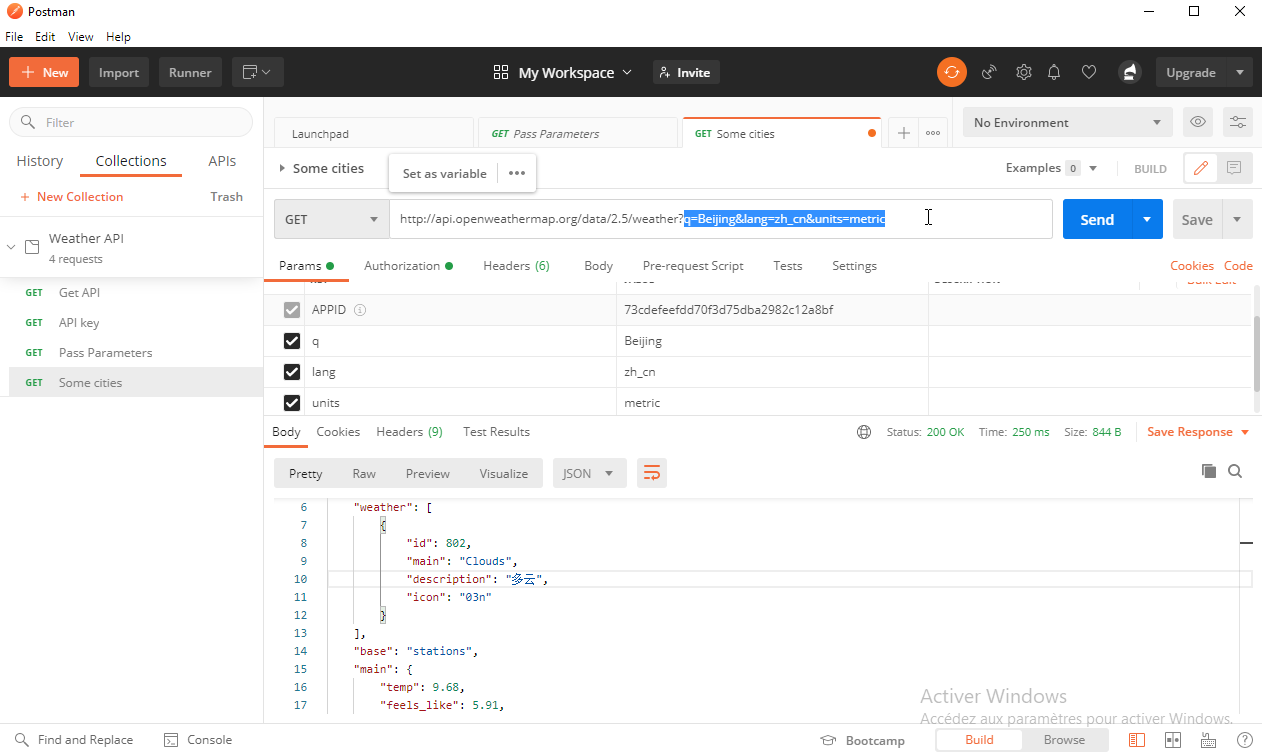 Postman
File Edit View Help
New Import Runner My Workspace Invite Upgrade
Filter
History Collections APIs
New Collection Trash
Weather API
4 requests
GET Get API
GET API key
GET Pass Parameters
GET Some cities
Launchpad GET Pass Parameters GET Some cities No Environment
Some cities Set as variable Examples 0 BUILD
GET http://api.openweathermap.org/data/2.5/weather?q=Beijing&lang=zh_cn&units=metric Send Save
Params Authorization Headers (6) Body Pre-request Script Tests Settings Cookies Code
APPID 73cdefeefdd70f3d75dba2982c12a8bf
q Beijing
lang zh_cn
units metric
Body Cookies Headers (9) Test Results Status: 200 OK Time: 250 ms Size: 844 B Save Response
Pretty Raw Preview Visualize JSON
6 "weather": [
7 {
8 "id": 802,
9 "main": "Clouds",
10 "description": "多云",
11 "icon": "03n"
12 }
13 ],
14 "base": "stations",
15 "main": {
16 "temp": 9.68,
17 "feels_like": 5.91,
Activer Windows
Accédez aux paramètres pour activer Windows.
Find and Replace Console Bootcamp Build Browse